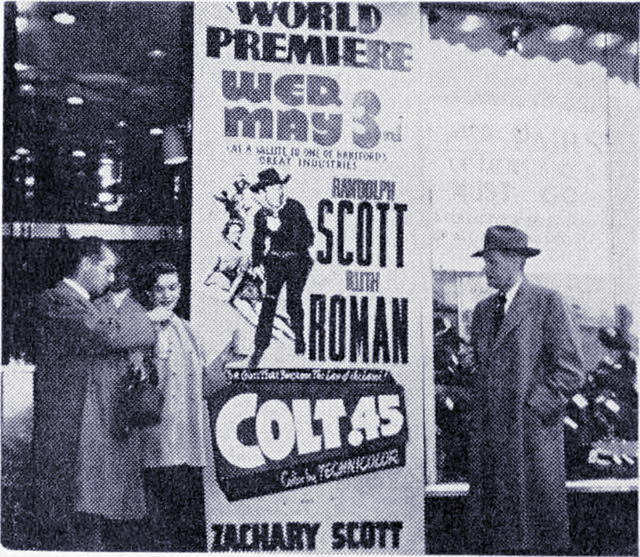 WORLD
PREMIERE
WED.
MAY 3rd
AS A SALUTE TO ONE OF HARTFORD'S
GREAT INDUSTRIES
RANDOLPH
SCOTT
RUTH
ROMAN
COLT .45
Color by TECHNICOLOR
ZACHARY SCOTT